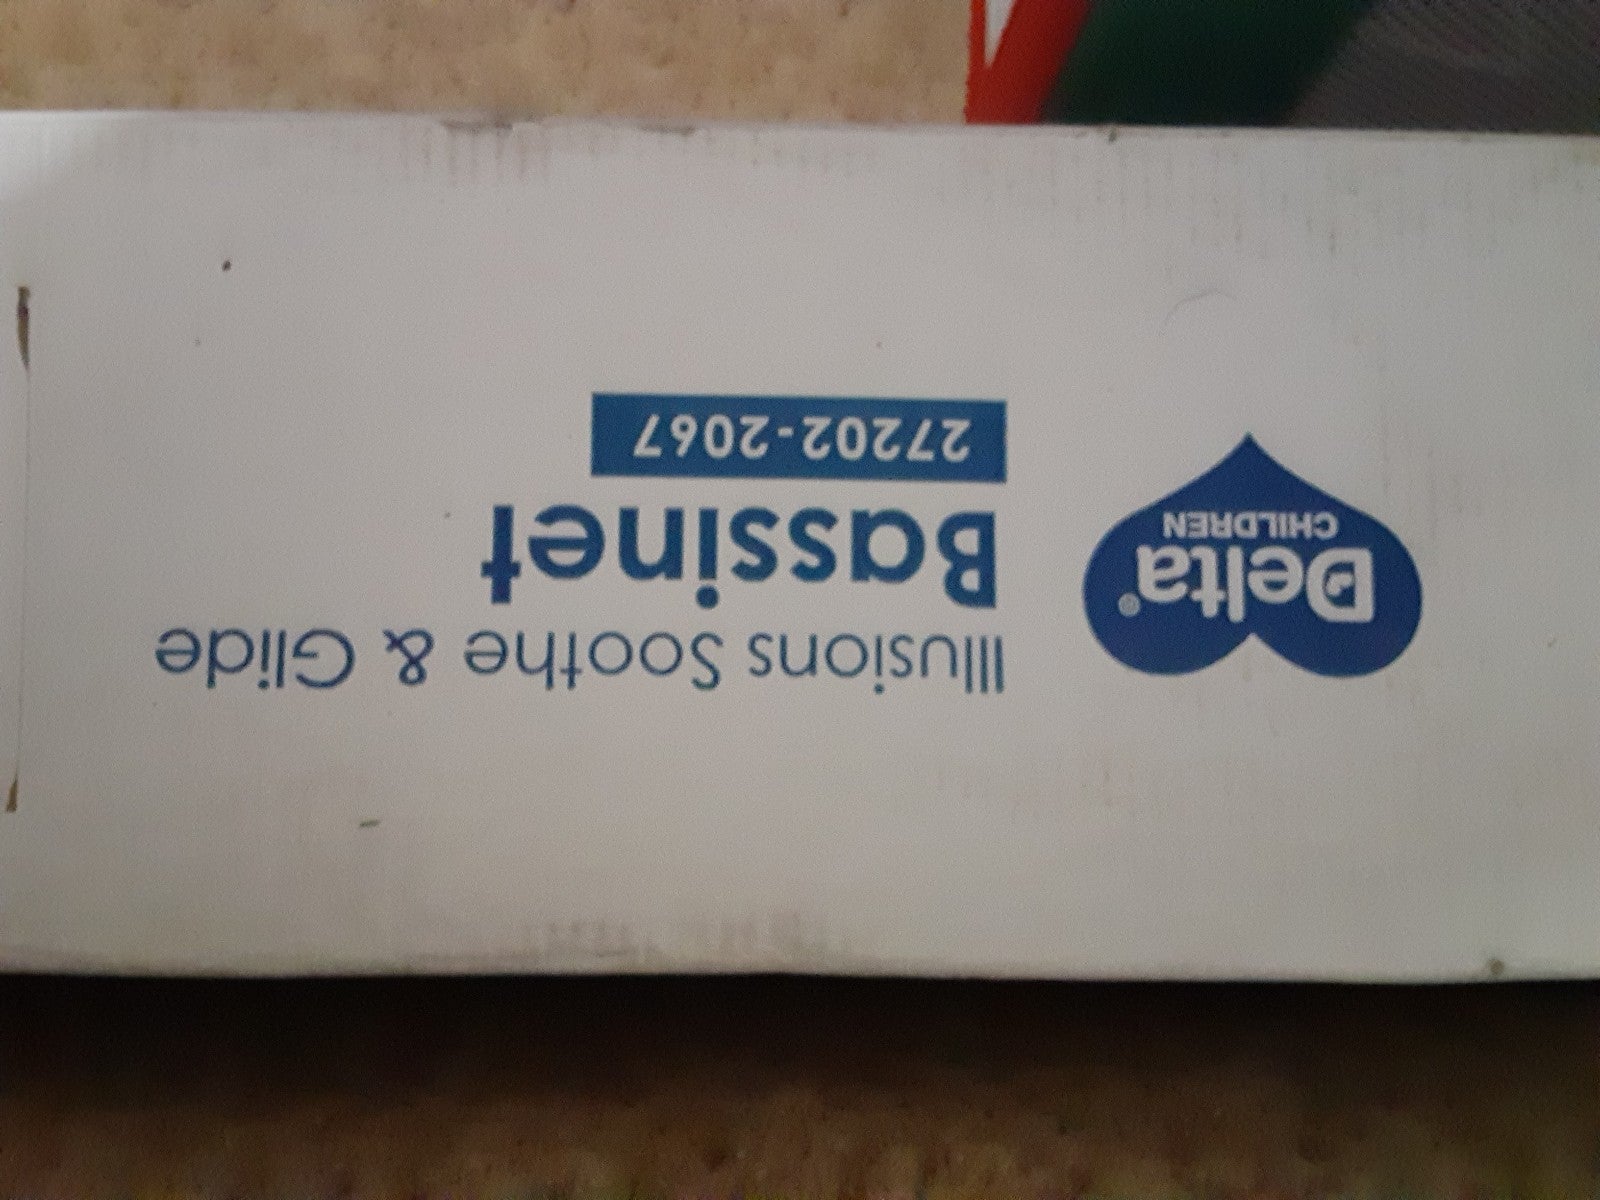 Delta®
CHILDREN
Illusions Soothe & Glide
Bassinet
27202-2067